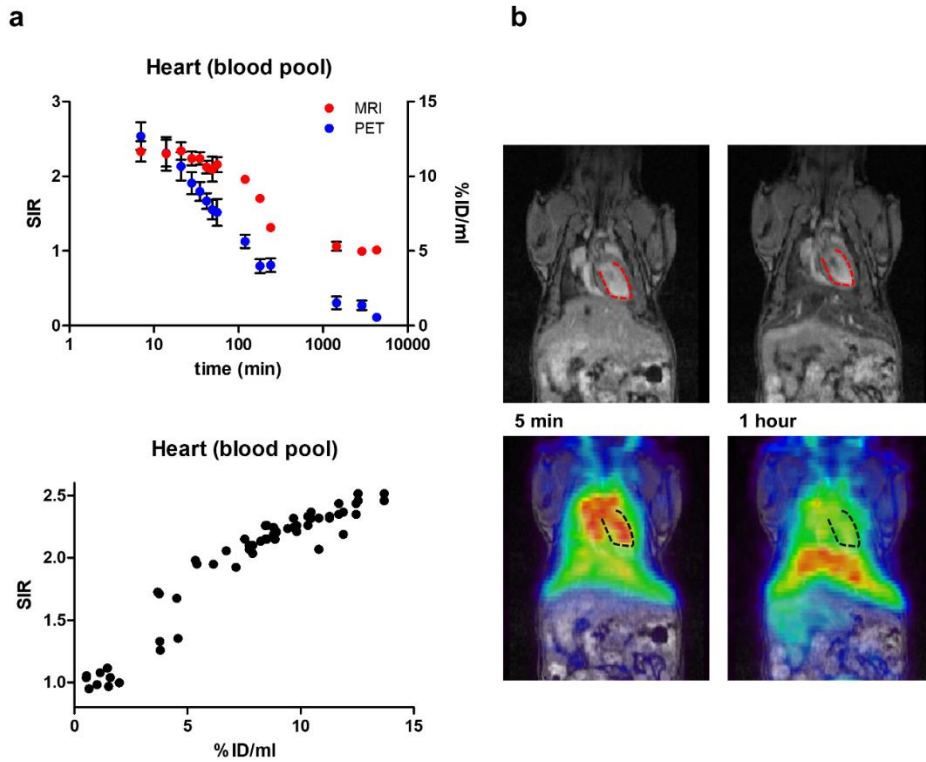 a
Heart (blood pool)
3
2
1
0
SIR
15
10
5
0
%ID/ml
MRI
PET
1
10
100
1000
10000
time (min)
Heart (blood pool)
2.5
2.0
1.5
1.0
SIR
0
5
10
15
%ID/ml
b
5 min
1 hour